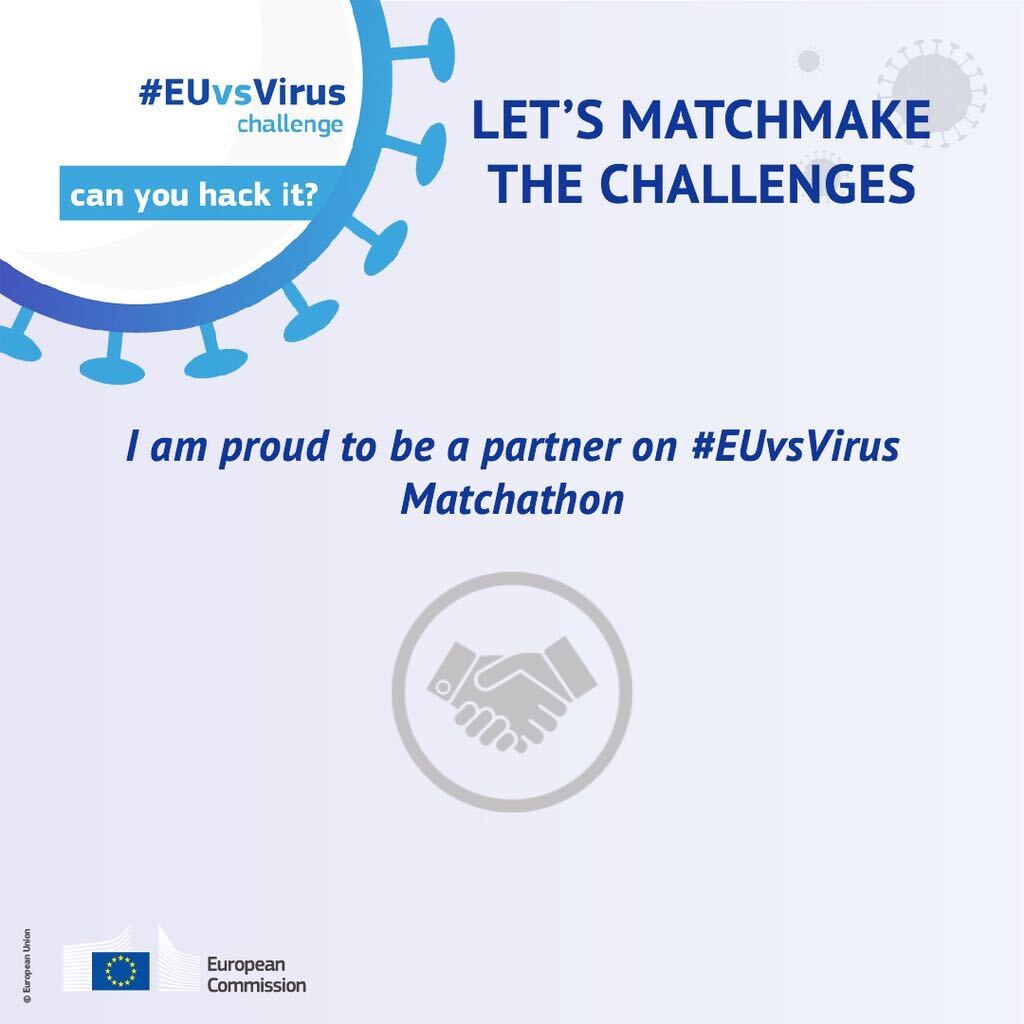 #EUvsVirus
challenge
can you hack it?
LET’S MATCHMAKE
THE CHALLENGES
I am proud to be a partner on #EUvsVirus
Matchathon
© European Union
European
Commission